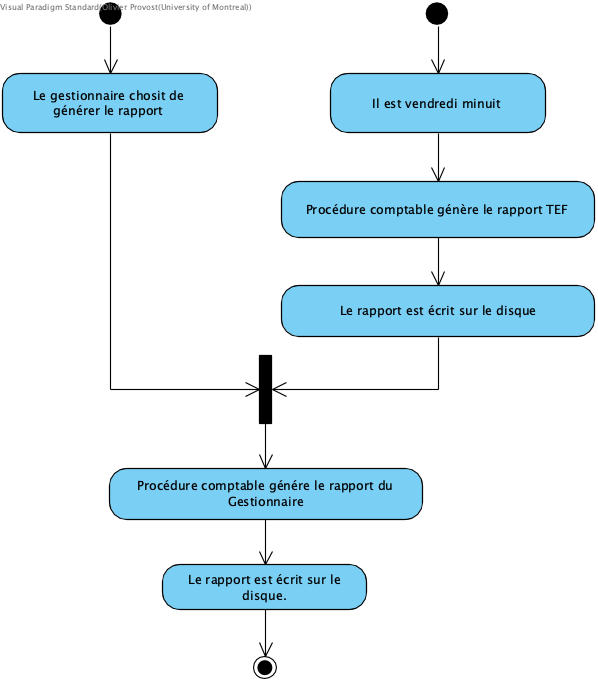 Visual Paradigm Standard(Olivier Provost(University of Montreal))
Le gestionnaire chosit de
générer le rapport
Il est vendredi minuit
Procédure comptable génère le rapport TEF
Le rapport est écrit sur le disque
Procédure comptable génére le rapport du
Gestionnaire
Le rapport est écrit sur le
disque.